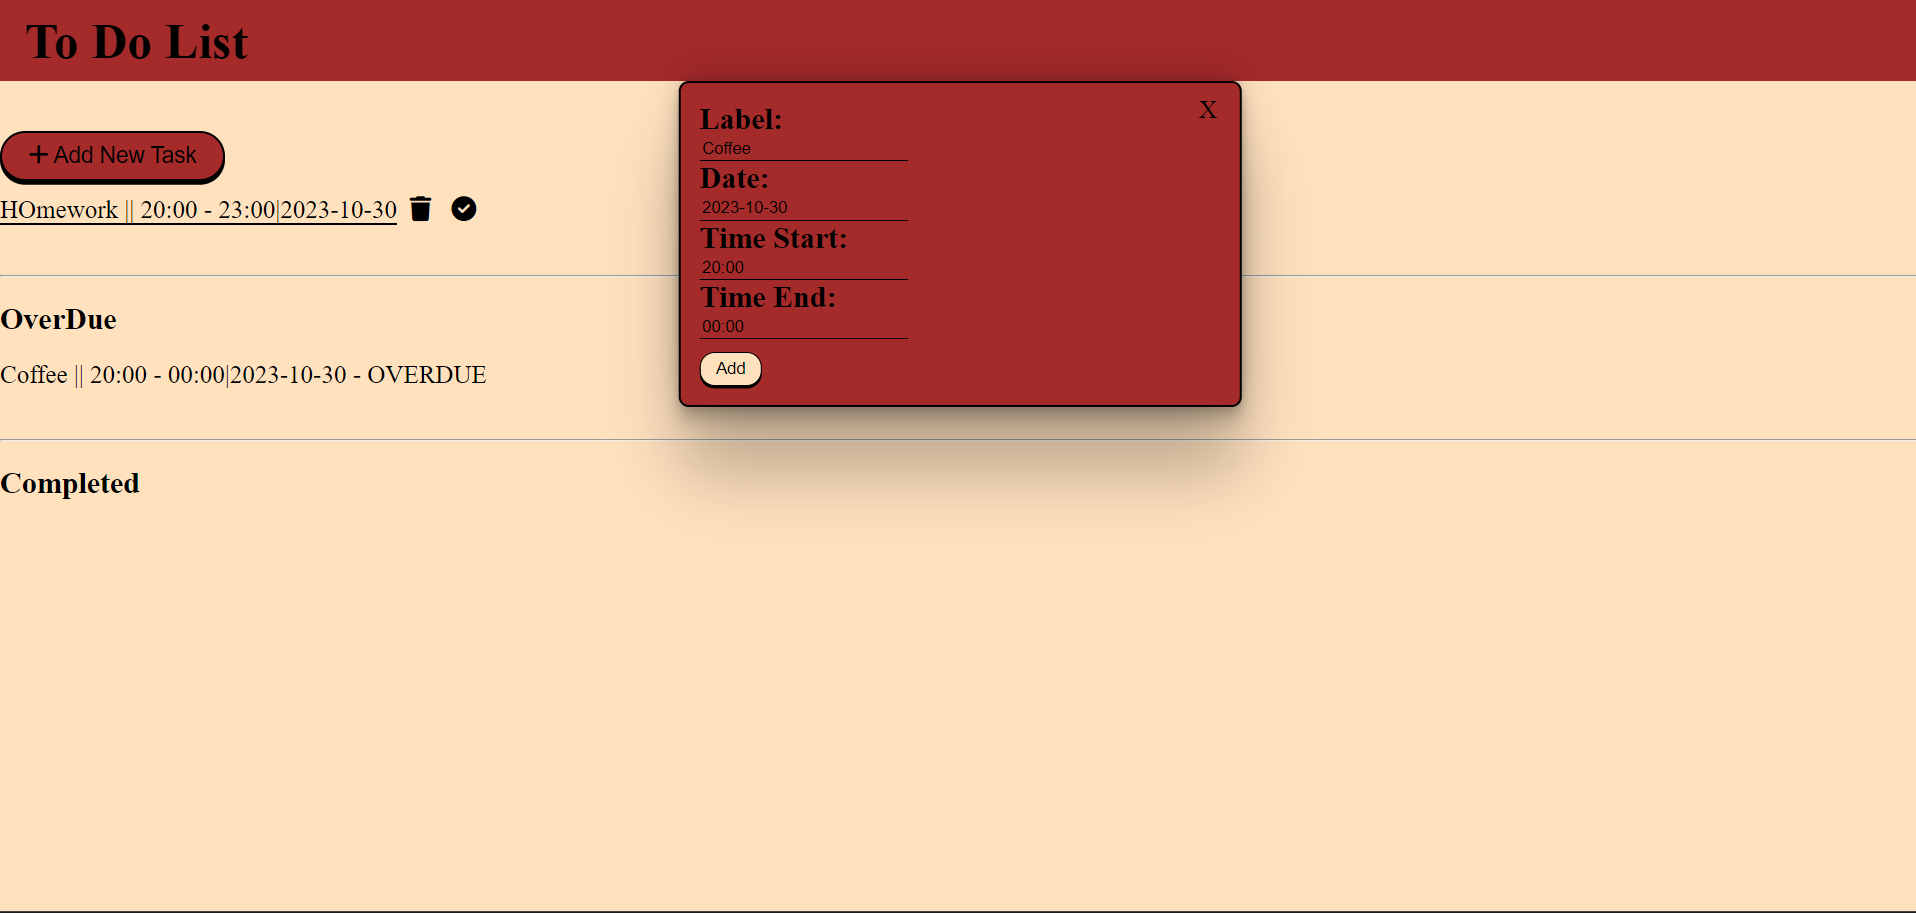 To Do List
+ Add New Task
HOmework || 20:00 - 23:00|2023-10-30
OverDue
Coffee || 20:00 - 00:00|2023-10-30 - OVERDUE
Completed
X
Label:
Coffee
Date:
2023-10-30
Time Start:
20:00
Time End:
00:00
Add